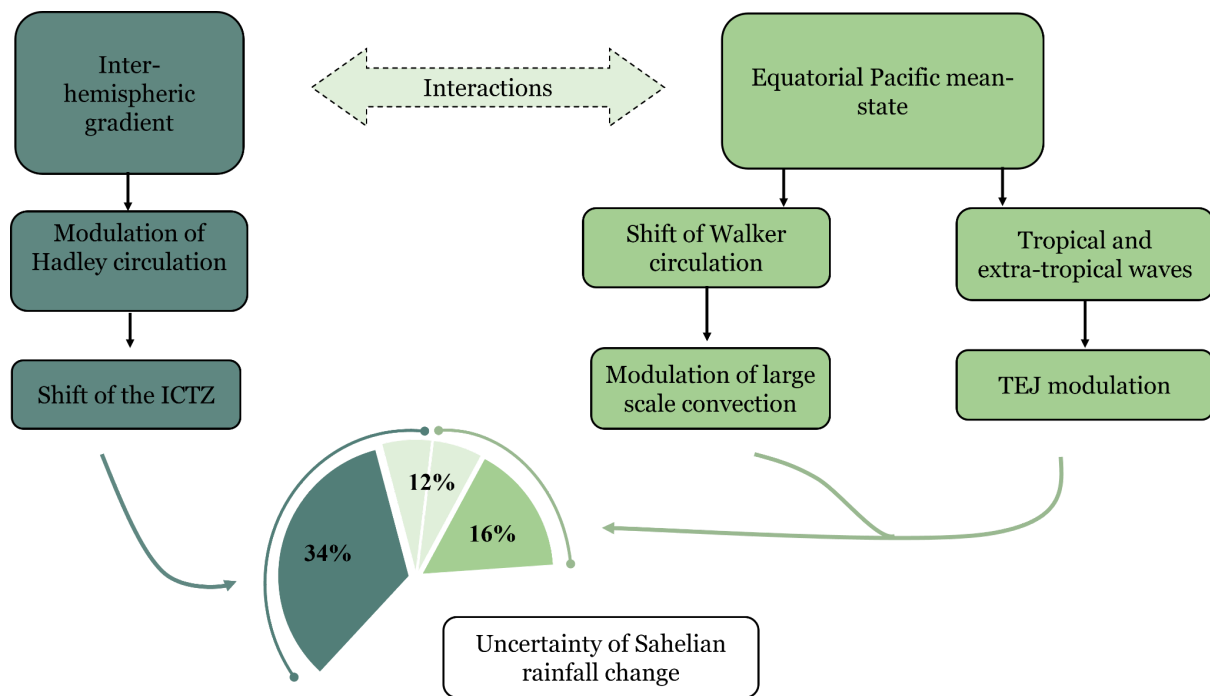 Inter-
hemispheric
gradient
Interactions
Equatorial Pacific mean-
state
Modulation of
Hadley circulation
Shift of Walker
circulation
Tropical and
extra-tropical waves
Shift of the ICTZ
Modulation of large
scale convection
TEJ modulation
12%
34%
16%
Uncertainty of Sahelian
rainfall change